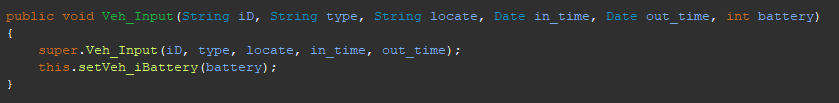 public void Veh_Input(String iD, String type, String locate, Date in_time, Date out_time, int battery)
{
    super.Veh_Input(iD, type, locate, in_time, out_time);
    this.setVeh_iBattery(battery);
}